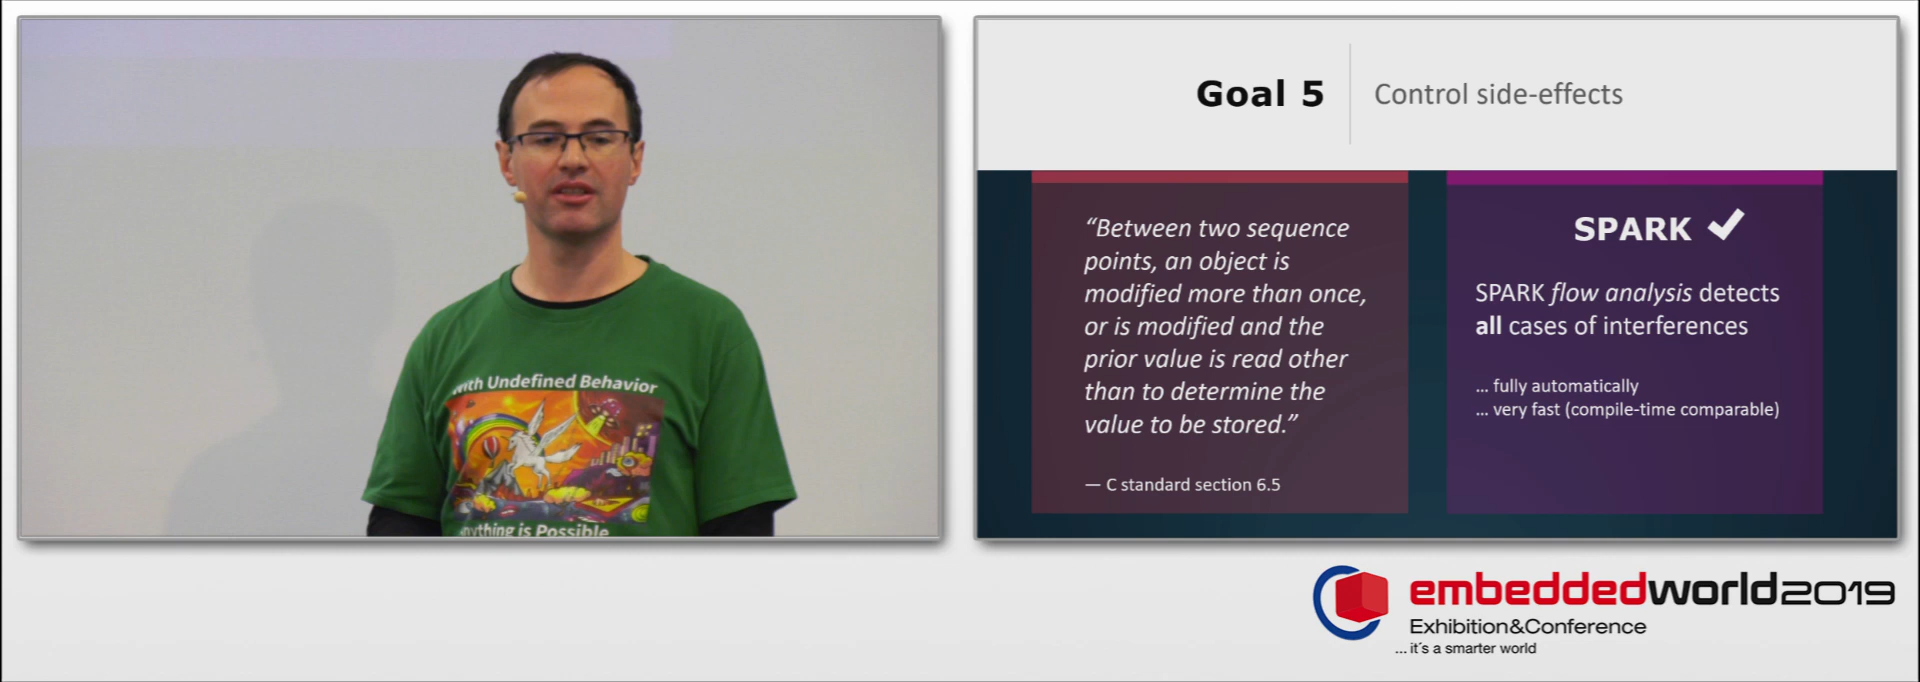 with Undefined Behavior
Anything is Possible
Goal 5
Control side-effects
“Between two sequence
points, an object is
modified more than once,
or is modified and the
prior value is read other
than to determine the
value to be stored.”
— C standard section 6.5
SPARK ✓
SPARK flow analysis detects
all cases of interferences
... fully automatically
... very fast (compile-time comparable)
embeddedworld2019
Exhibition&Conference
... it´s a smarter world